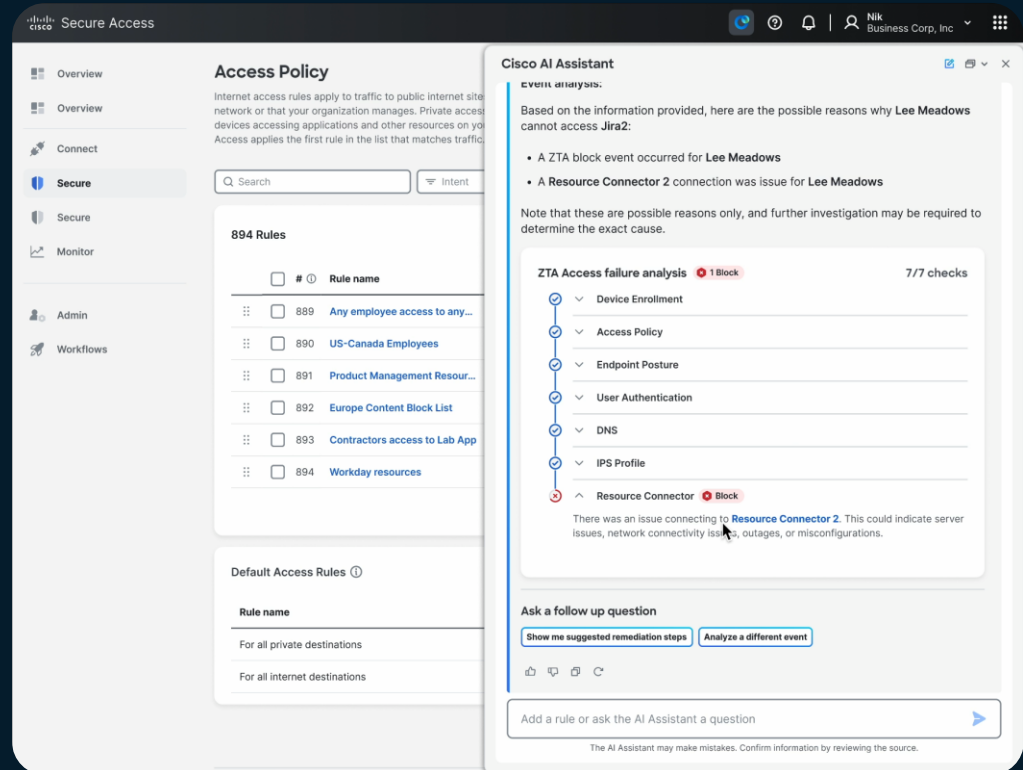 CISCO Secure Access
Nik
Business Corp, Inc
Overview
Overview
Connect
Secure
Secure
Monitor
Admin
Workflows
Access Policy
Internet access rules apply to traffic to public internet site
network or that your organization manages. Private acces
devices accessing applications and other resources on yo
Access applies the first rule in the list that matches traffic.
Search
Intent
894 Rules
# Rule name
889 Any employee access to any...
890 US-Canada Employees
891 Product Management Resour...
892 Europe Content Block List
893 Contractors access to Lab App
894 Workday resources
Default Access Rules
Rule name
For all private destinations
For all internet destinations
Cisco AI Assistant
Event analysis:
Based on the information provided, here are the possible reasons why Lee Meadows
cannot access Jira2:
• A ZTA block event occurred for Lee Meadows
• A Resource Connector 2 connection was issue for Lee Meadows
Note that these are possible reasons only, and further investigation may be required to
determine the exact cause.
ZTA Access failure analysis 1 Block 7/7 checks
Device Enrollment
Access Policy
Endpoint Posture
User Authentication
DNS
IPS Profile
Resource Connector Block
There was an issue connecting to Resource Connector 2. This could indicate server
issues, network connectivity issues, outages, or misconfigurations.
Ask a follow up question
Show me suggested remediation steps
Analyze a different event
Add a rule or ask the AI Assistant a question
The AI Assistant may make mistakes. Confirm information by reviewing the source.